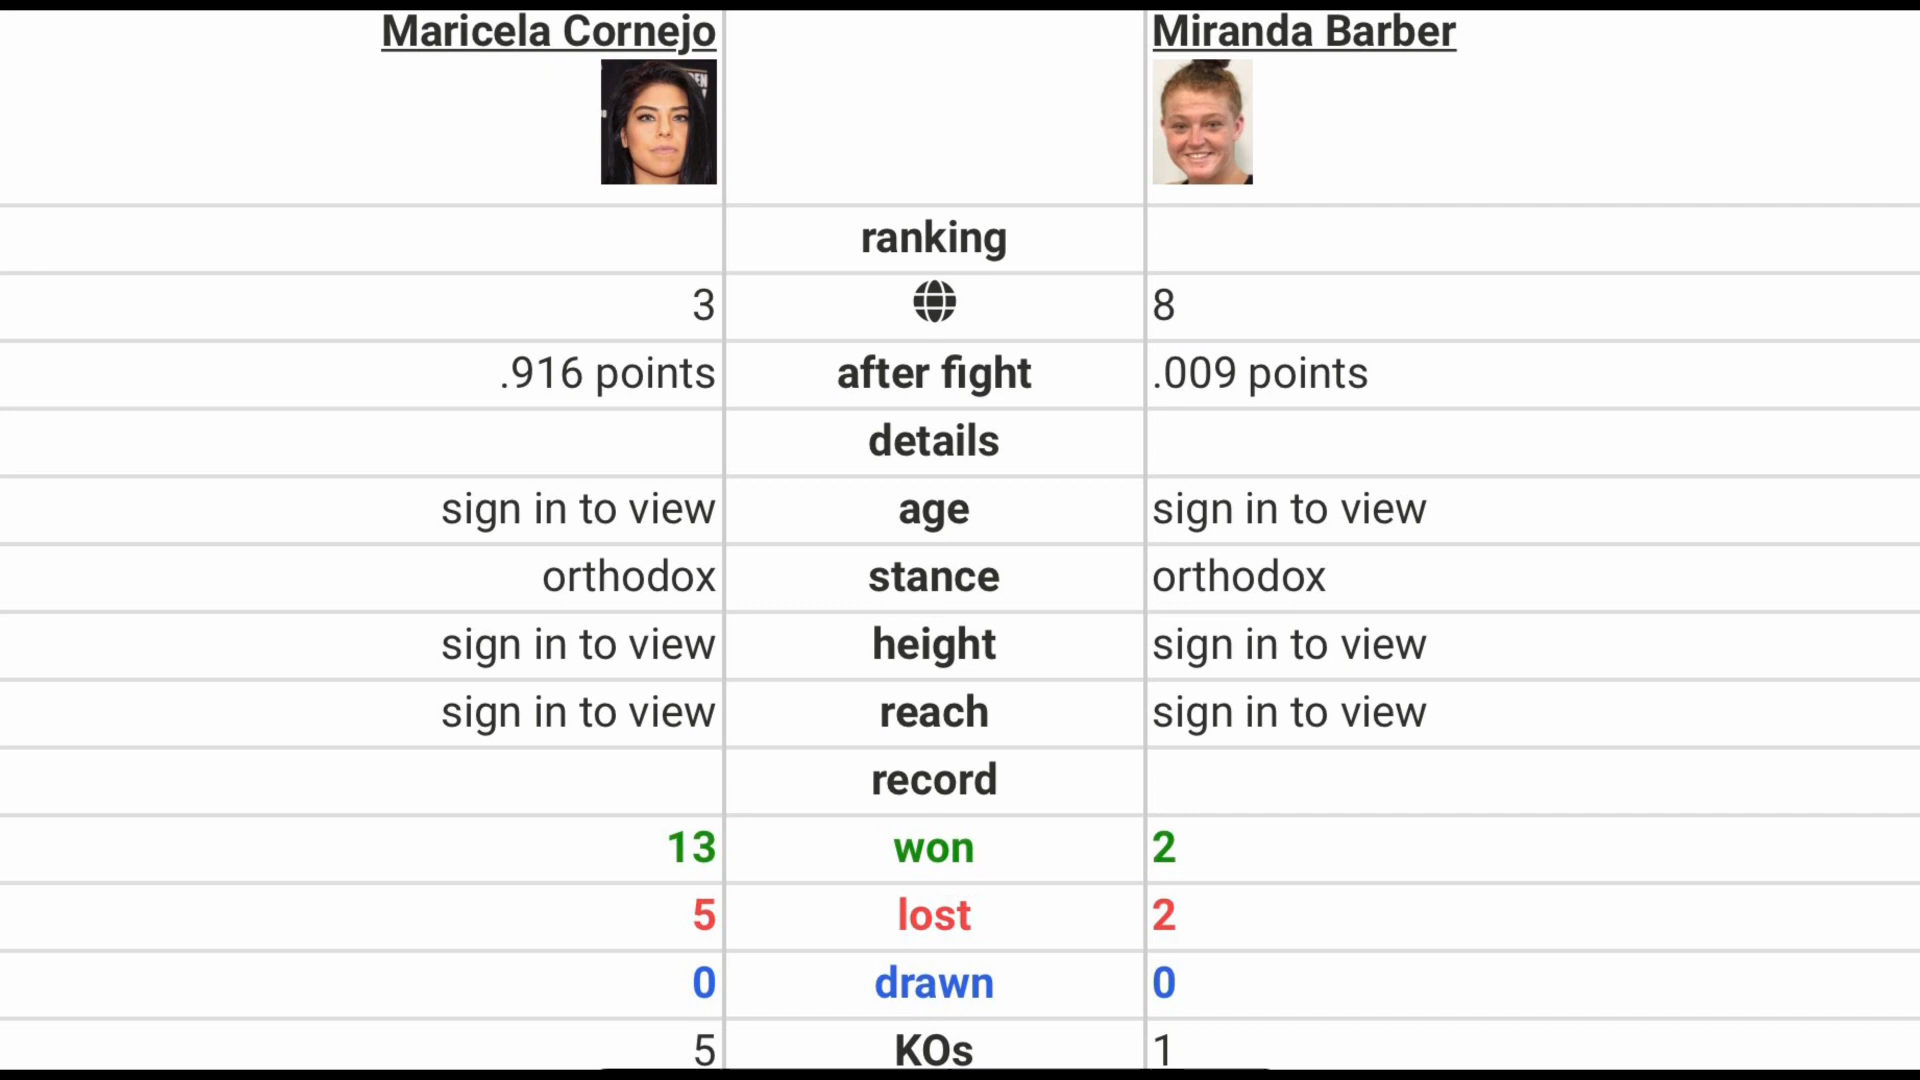 Maricela Cornejo Miranda Barber
ranking
3 8
.916 points after fight .009 points
details
sign in to view age sign in to view
orthodox stance orthodox
sign in to view height sign in to view
sign in to view reach sign in to view
record
13 won 2
5 lost 2
0 drawn 0
5 KOs 1